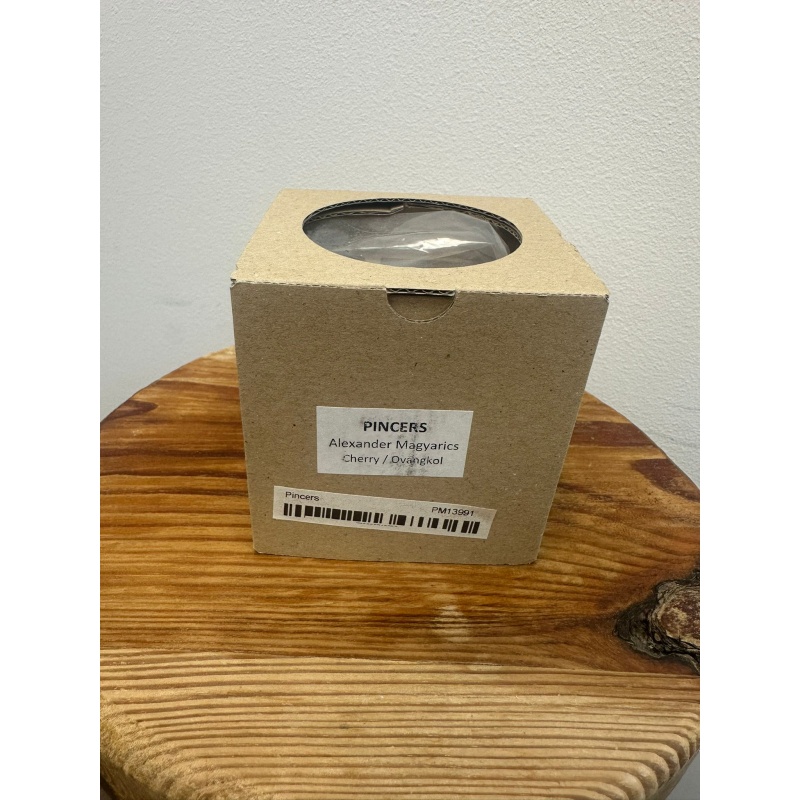 PINCERS
Alexander Magyarics
Cherry / Ovangkol
Pincers
PM13991